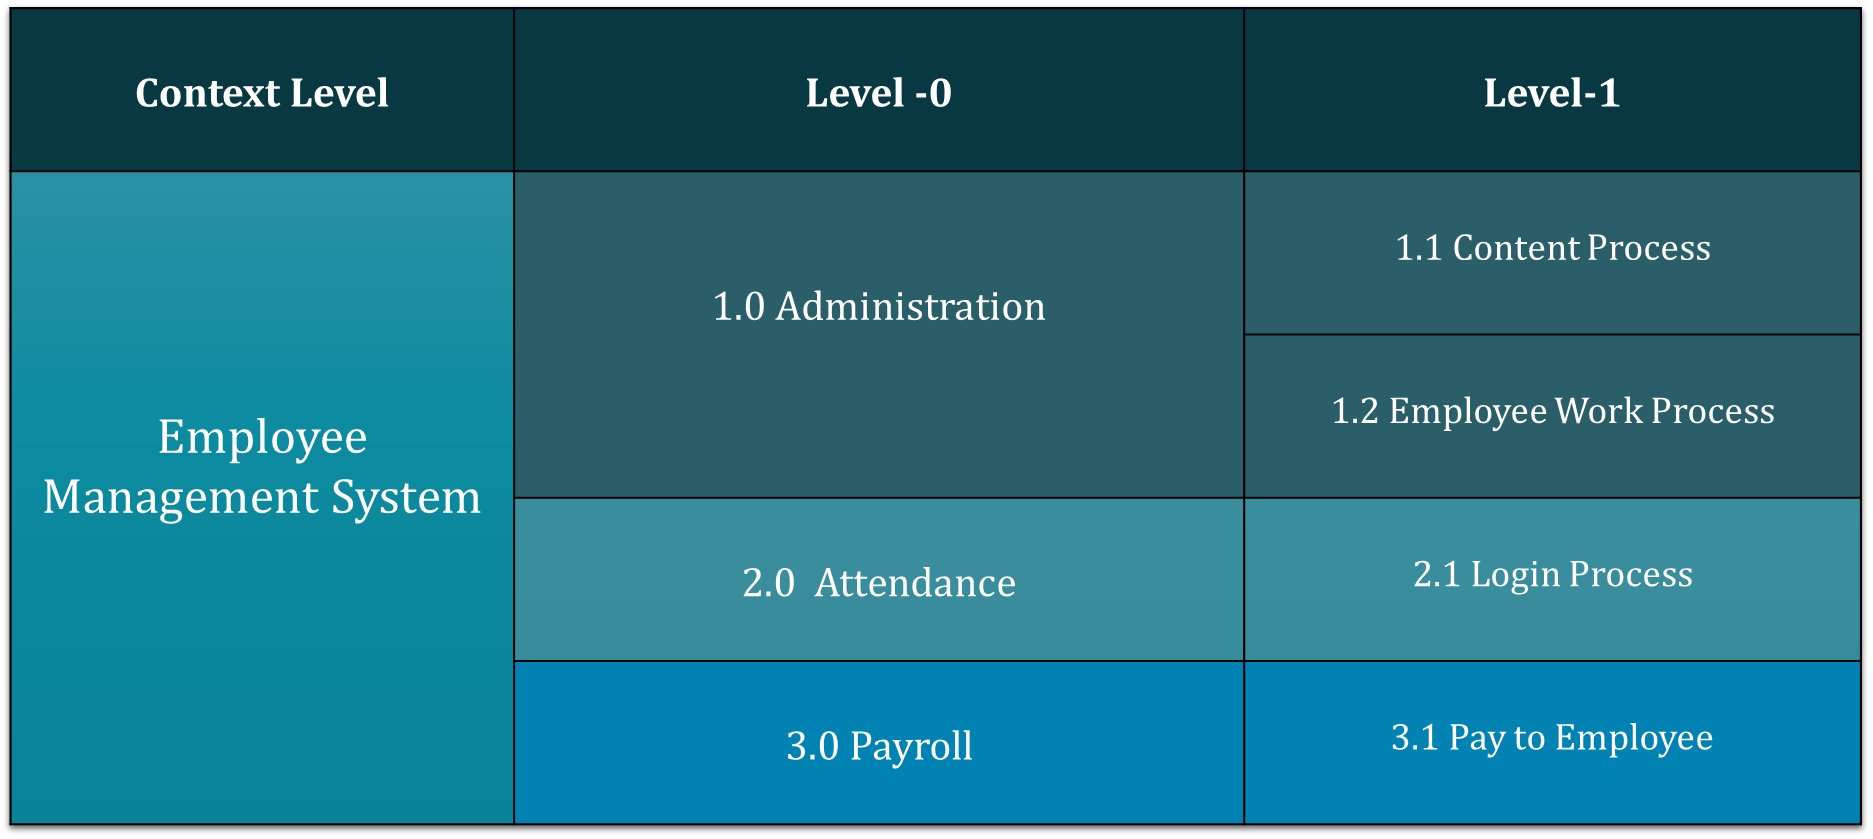 Context Level
Level -0
Level-1
Employee
Management System
1.0 Administration
1.1 Content Process
1.2 Employee Work Process
2.0  Attendance
2.1 Login Process
3.0 Payroll
3.1 Pay to Employee